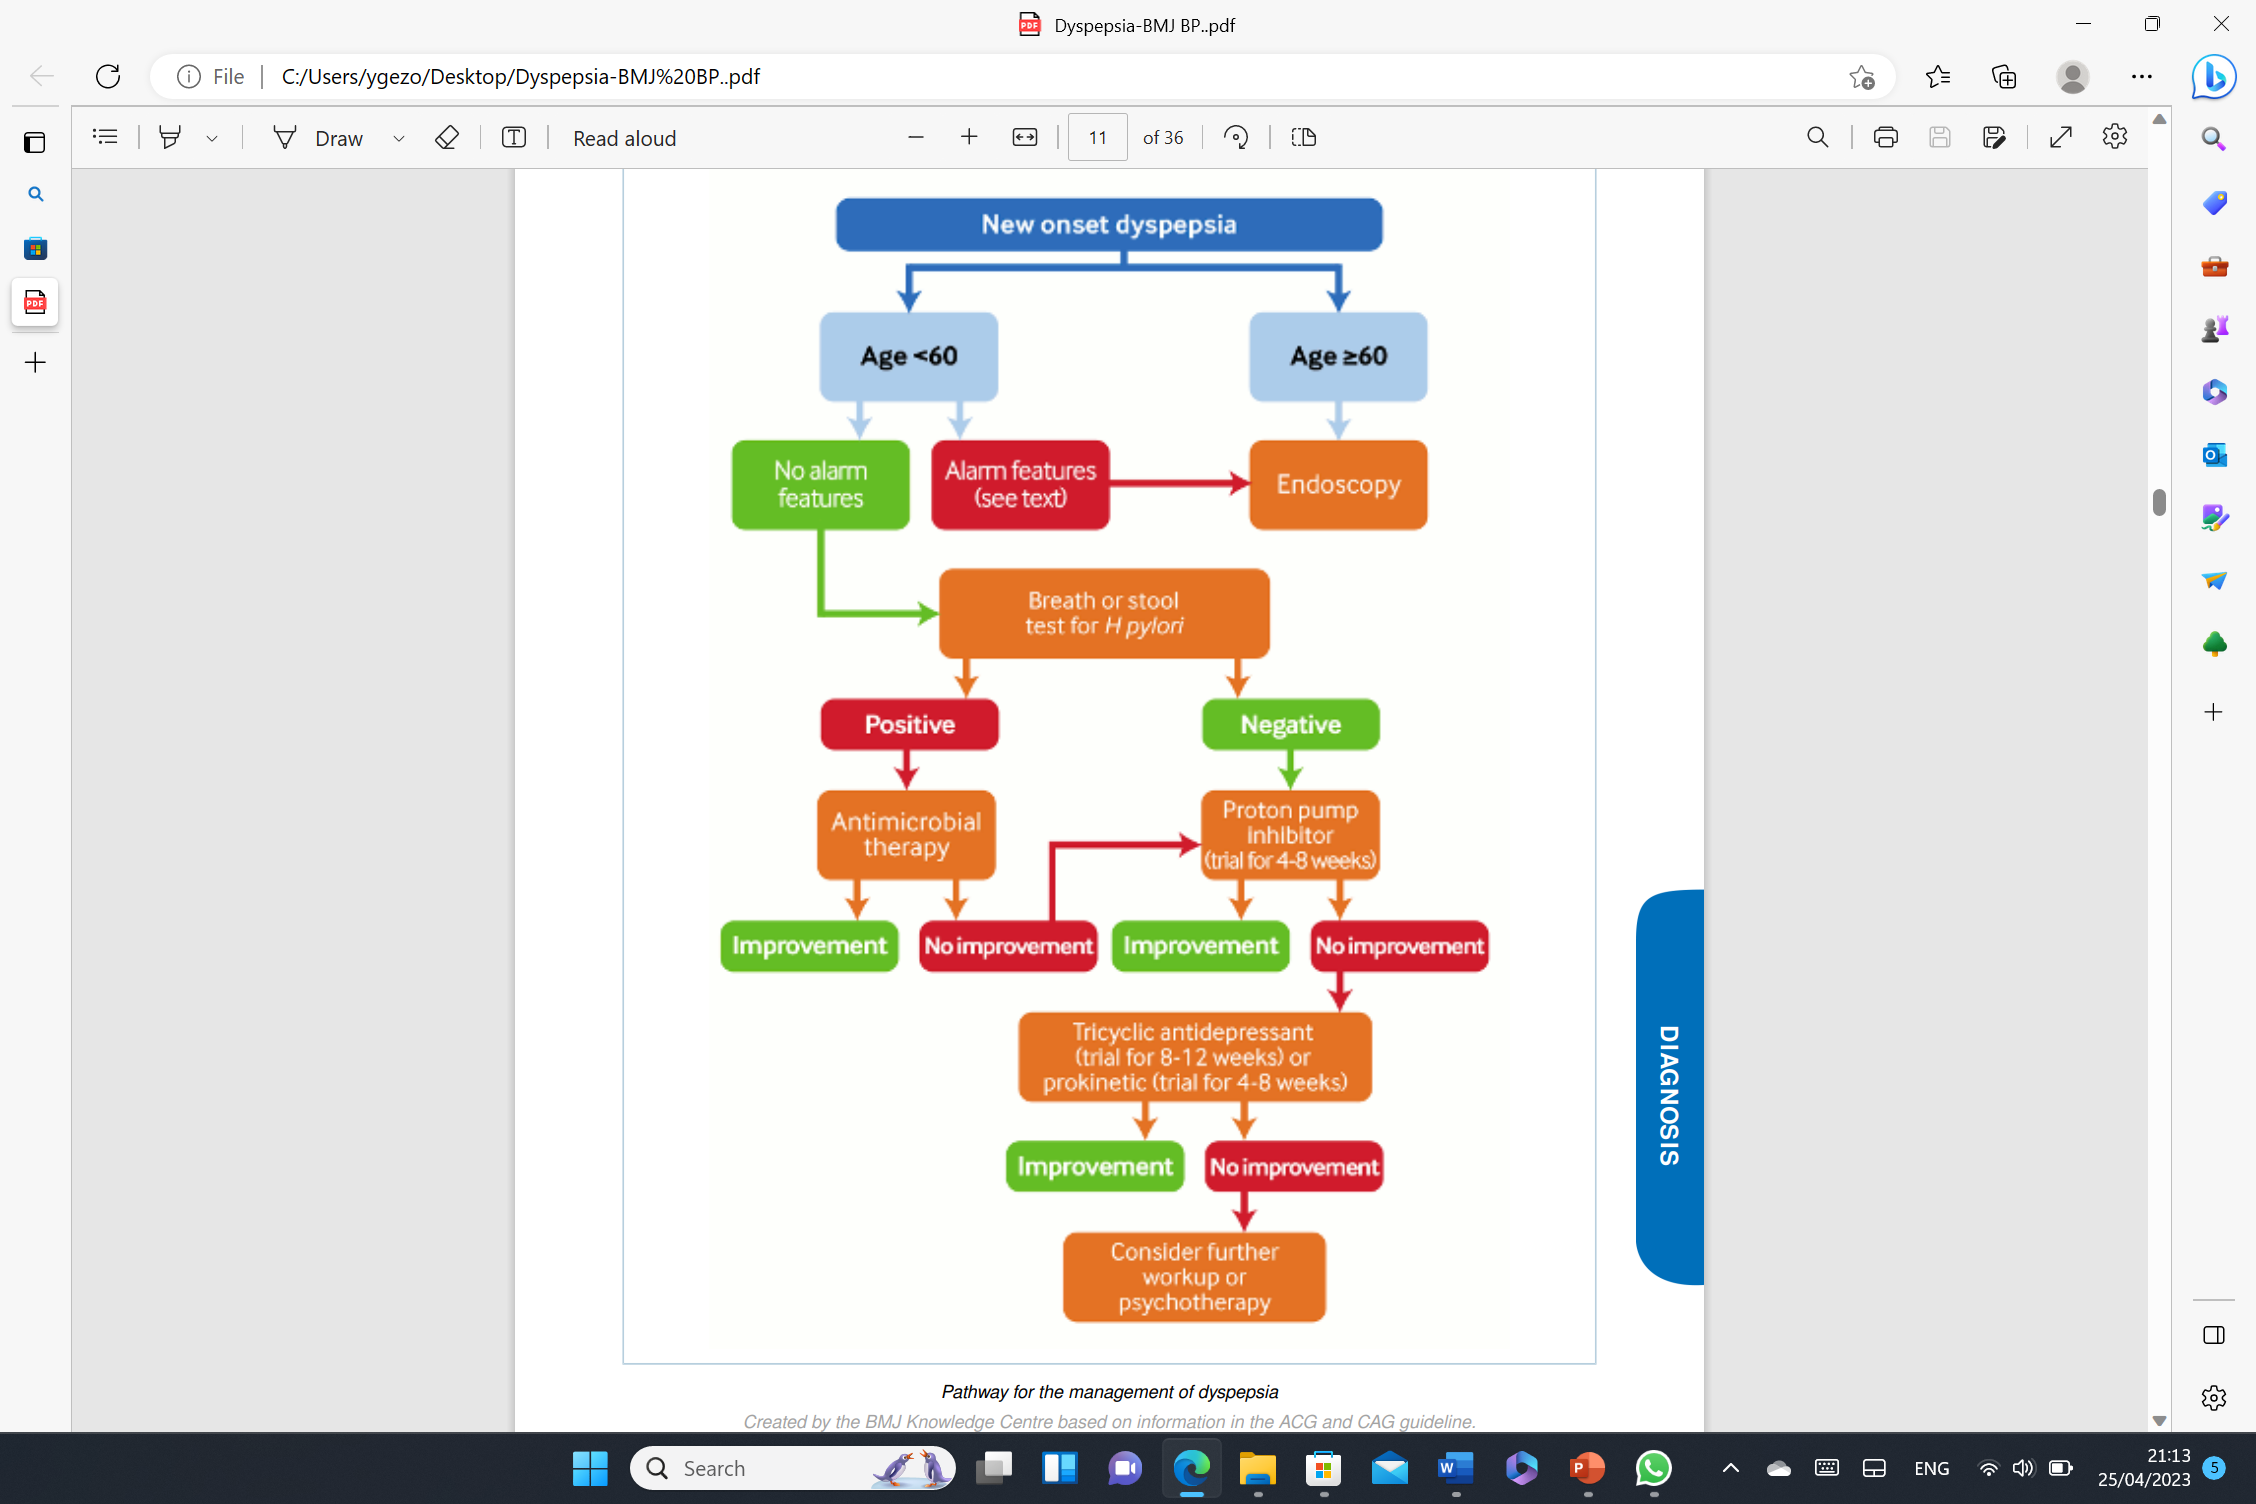 Dyspepsia-BMJ BP..pdf
File
C:/Users/ygezo/Desktop/Dyspepsia-BMJ%20BP..pdf
Draw
Read aloud
11
of 36
New onset dyspepsia
Age <60
Age ≥60
No alarm
features
Alarm features
(see text)
Endoscopy
Breath or stool
test for H pylori
Positive
Negative
Antimicrobial
therapy
Proton pump
inhibitor
(trial for 4-8 weeks)
Improvement
No improvement
Improvement
No improvement
Tricyclic antidepressant
(trial for 8-12 weeks) or
prokinetic (trial for 4-8 weeks)
Improvement
No improvement
Consider further
workup or
psychotherapy
DIAGNOSIS
Pathway for the management of dyspepsia
Created by the BMJ Knowledge Centre based on information in the ACG and CAG guideline.
Search
ENG
21:13
25/04/2023
5